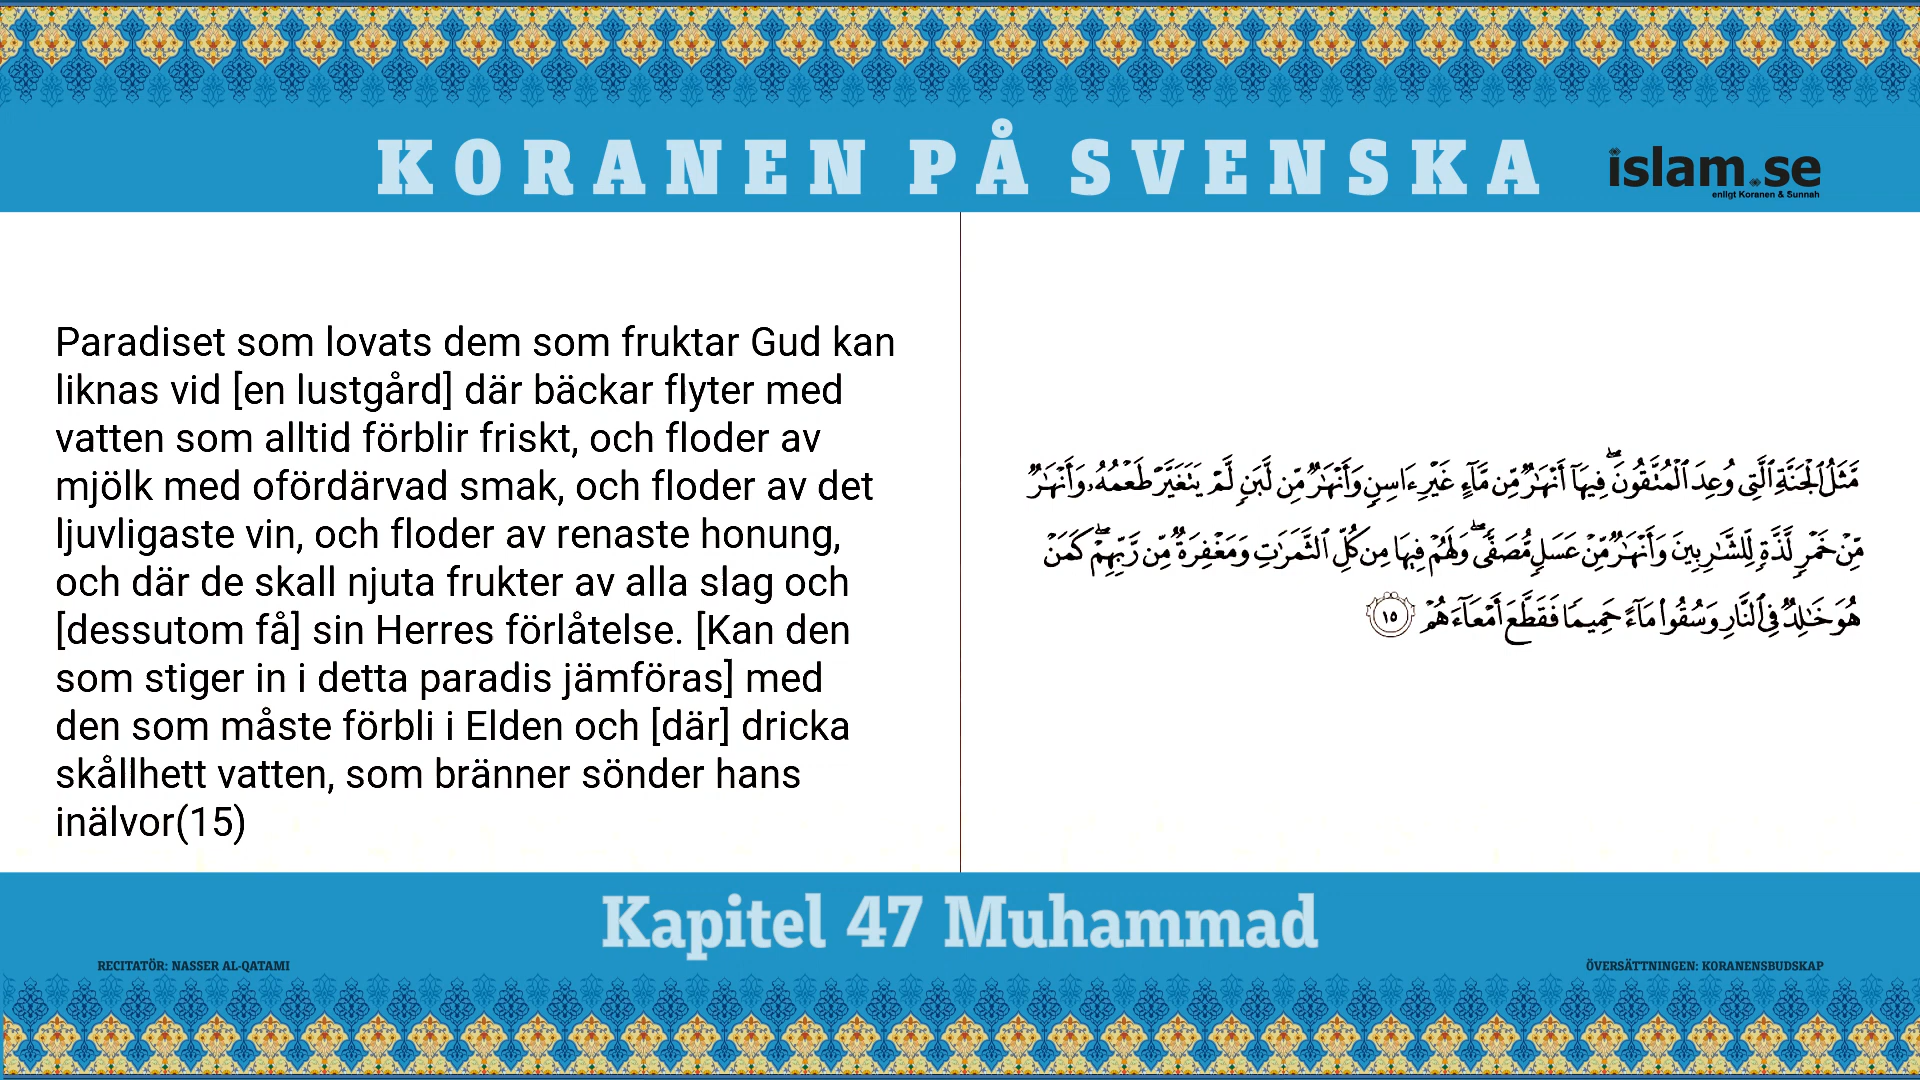 KORANEN PÅ SVENSKA
islam.se
enligt Koranen & Sunnah
Paradiset som lovats dem som fruktar Gud kan
liknas vid [en lustgård] där bäckar flyter med
vatten som alltid förblir friskt, och floder av
mjölk med ofördärvad smak, och floder av det
ljuvligaste vin, och floder av renaste honung,
och där de skall njuta frukter av alla slag och
[dessutom få] sin Herres förlåtelse. [Kan den
som stiger in i detta paradis jämföras] med
den som måste förbli i Elden och [där] dricka
skållhett vatten, som bränner sönder hans
inälvor(15)
مَّثَلُ ٱلْجَنَّةِ ٱلَّتِى وُعِدَ ٱلْمُتَّقُونَ ۖ فِيهَآ أَنْهَـٰرٌ مِّن مَّآءٍ غَيْرِ ءَاسِنٍ وَأَنْهَـٰرٌ مِّن لَّبَنٍ لَّمْ يَتَغَيَّرْ طَعْمُهُۥ وَأَنْهَـٰرٌ
مِّنْ خَمْرٍ لَّذَّةٍ لِّلشَّـٰرِبِينَ وَأَنْهَـٰرٌ مِّنْ عَسَلٍ مُّصَفًّى ۖ وَلَهُمْ فِيهَا مِن كُلِّ ٱلثَّمَرَٰتِ وَمَغْفِرَةٌ مِّن رَّبِّهِمْ ۖ كَمَنْ
هُوَ خَـٰلِدٌ فِى ٱلنَّارِ وَسُقُوا۟ مَآءً حَمِيمًا فَقَطَّعَ أَمْعَآءَهُمْ ١٥
Kapitel 47 Muhammad
RECITATÖR: NASSER AL-QATAMI
ÖVERSÄTTNINGEN: KORANENSBUDSKAP